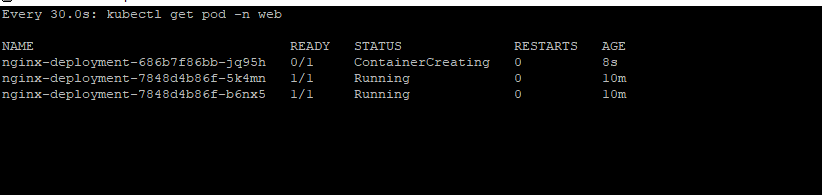 Every 30.0s: kubectl get pod -n web
NAME READY STATUS RESTARTS AGE
nginx-deployment-686b7f86bb-jq95h 0/1 ContainerCreating 0 8s
nginx-deployment-7848d4b86f-5k4mn 1/1 Running 0 10m
nginx-deployment-7848d4b86f-b6nx5 1/1 Running 0 10m